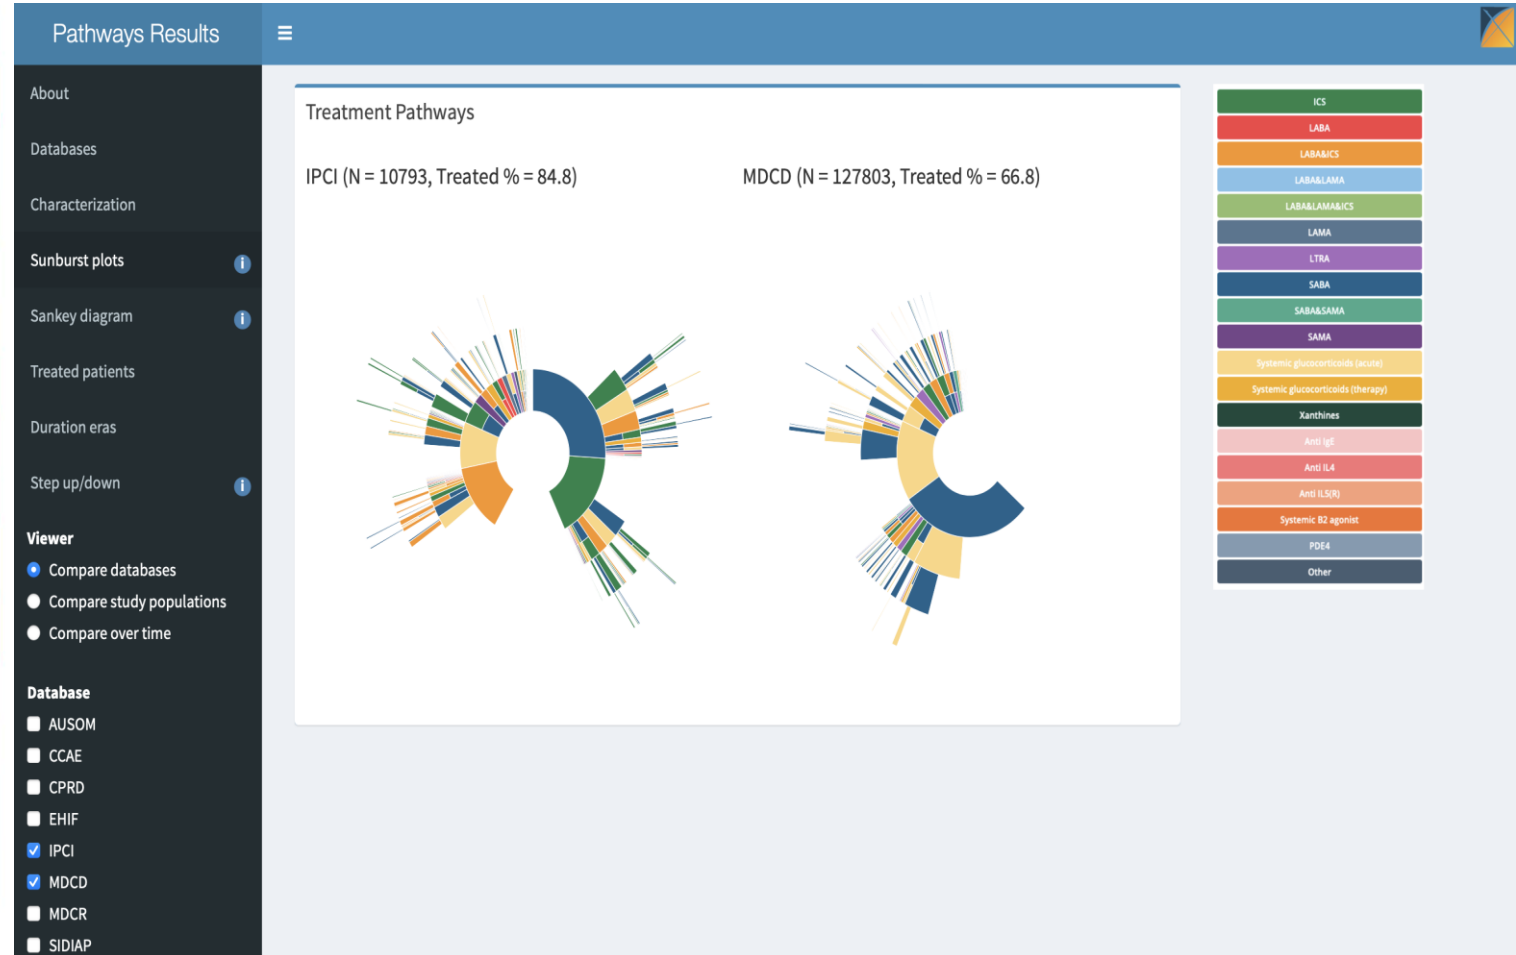 Pathways Results
About
Databases
Characterization
Sunburst plots
Sankey diagram
Treated patients
Duration eras
Step up/down
Viewer
Compare databases
Compare study populations
Compare over time
Database
AUSOM
CCAE
CPRD
EHIF
IPCI
MDCD
MDCR
SIDIAP
Treatment Pathways
IPCI (N = 10793, Treated % = 84.8)
MDCD (N = 127803, Treated % = 66.8)
ICS
LABA
LABA&ICS
LABA&LAMA
LABA&LAMA&ICS
LAMA
LTRA
SABA
SABA&SAMA
SAMA
Systemic glucocorticoids (acute)
Systemic glucocorticoids (therapy)
Xanthines
Anti IgE
Anti IL4
Anti IL5(R)
Systemic B2 agonist
PDE4
Other